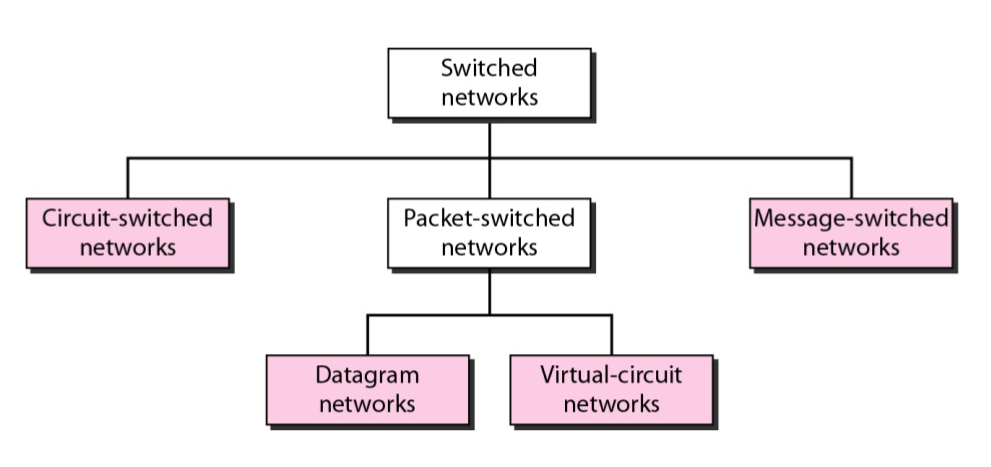 Switched
networks
Circuit-switched
networks
Packet-switched
networks
Message-switched
networks
Datagram
networks
Virtual-circuit
networks